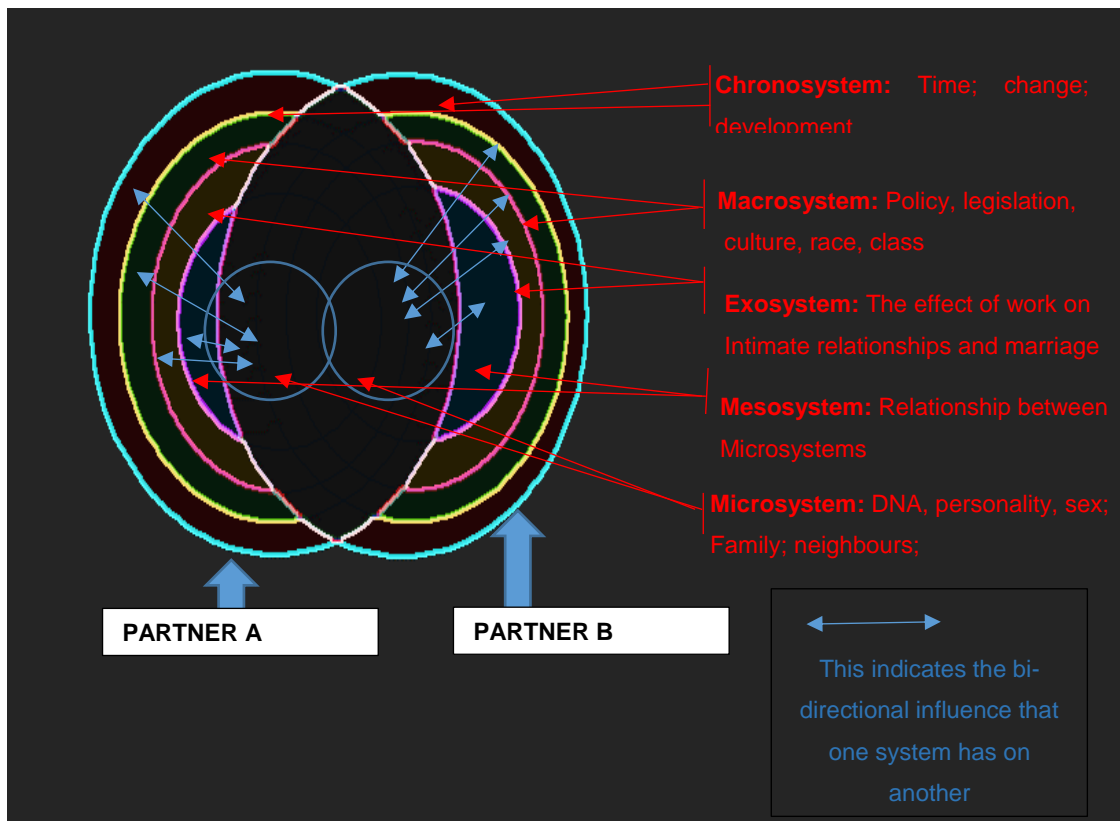 Chronosystem: Time; change;
development
Macrosystem: Policy, legislation,
culture, race, class
Exosystem: The effect of work on
Intimate relationships and marriage
Mesosystem: Relationship between
Microsystems
Microsystem: DNA, personality, sex;
Family; neighbours;
PARTNER A
PARTNER B
This indicates the bi-
directional influence that
one system has on
another